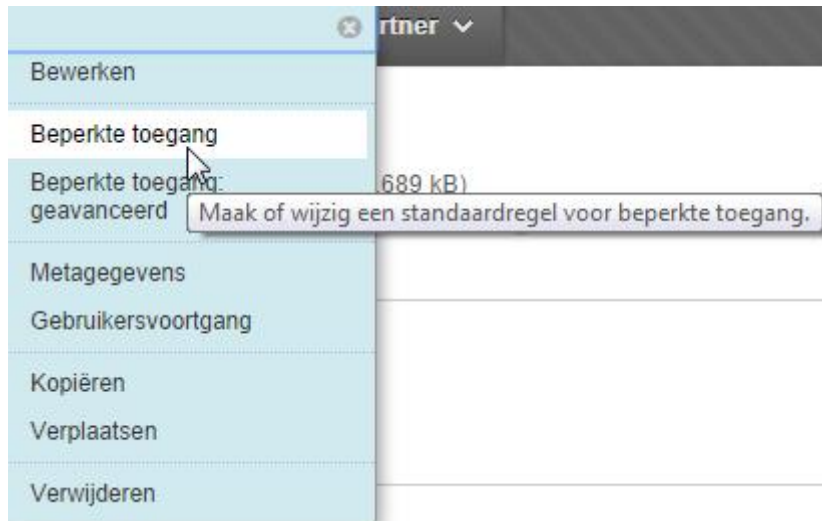 rtner
Bewerken
Beperkte toegang
Beperkte toegang:
geavanceerd
689 kB)
Maak of wijzig een standaardregel voor beperkte toegang.
Metagegevens
Gebruikersvoortgang
Kopiëren
Verplaatsen
Verwijderen